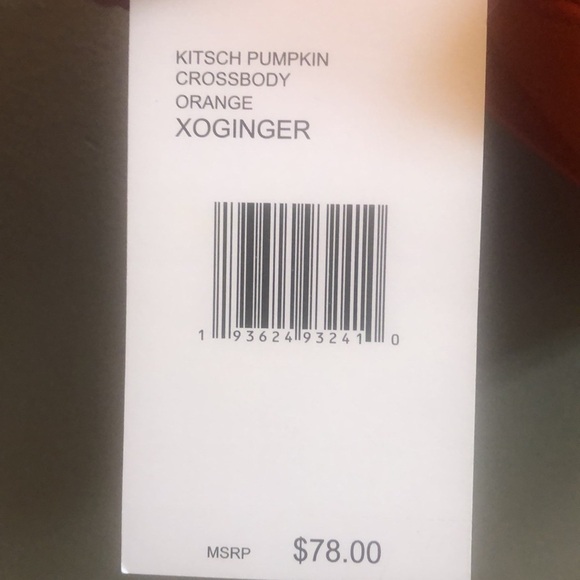 KITSCH PUMPKIN
CROSSBODY
ORANGE
XOGINGER
1 93624 93241 0
MSRP $78.00